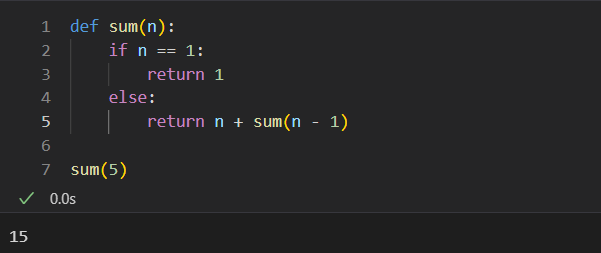 1 def sum(n):
2     if n == 1:
3         return 1
4     else:
5         return n + sum(n - 1)
6
7 sum(5)
✓ 0.0s
15